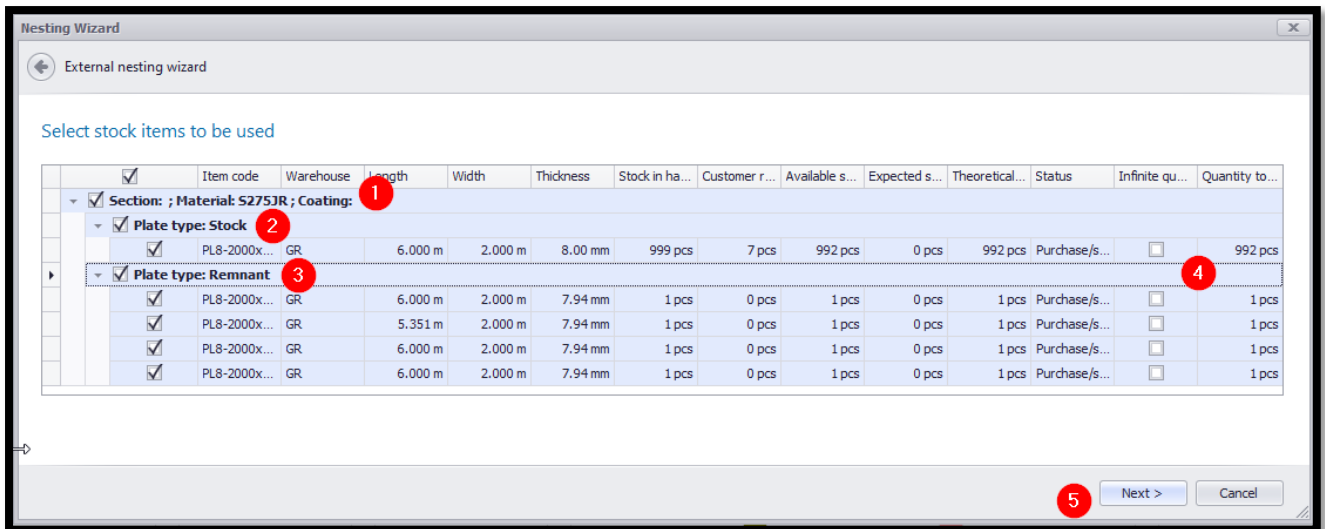 Nesting Wizard
External nesting wizard
Select stock items to be used
Item code Warehouse Length Width Thickness Stock in ha... Customer r... Available s... Expected s... Theoretical... Status Infinite qu... Quantity to...
Section: ; Material: S275JR ; Coating: 1
Plate type: Stock 2
PL8-2000x... GR 6.000 m 2.000 m 8.00 mm 999 pcs 7 pcs 992 pcs 0 pcs 992 pcs Purchase/s... 992 pcs
Plate type: Remnant 3 4
PL8-2000x... GR 6.000 m 2.000 m 7.94 mm 1 pcs 0 pcs 1 pcs 0 pcs 1 pcs Purchase/s... 1 pcs
PL8-2000x... GR 5.351 m 2.000 m 7.94 mm 1 pcs 0 pcs 1 pcs 0 pcs 1 pcs Purchase/s... 1 pcs
PL8-2000x... GR 6.000 m 2.000 m 7.94 mm 1 pcs 0 pcs 1 pcs 0 pcs 1 pcs Purchase/s... 1 pcs
PL8-2000x... GR 6.000 m 2.000 m 7.94 mm 1 pcs 0 pcs 1 pcs 0 pcs 1 pcs Purchase/s... 1 pcs
5 Next > Cancel